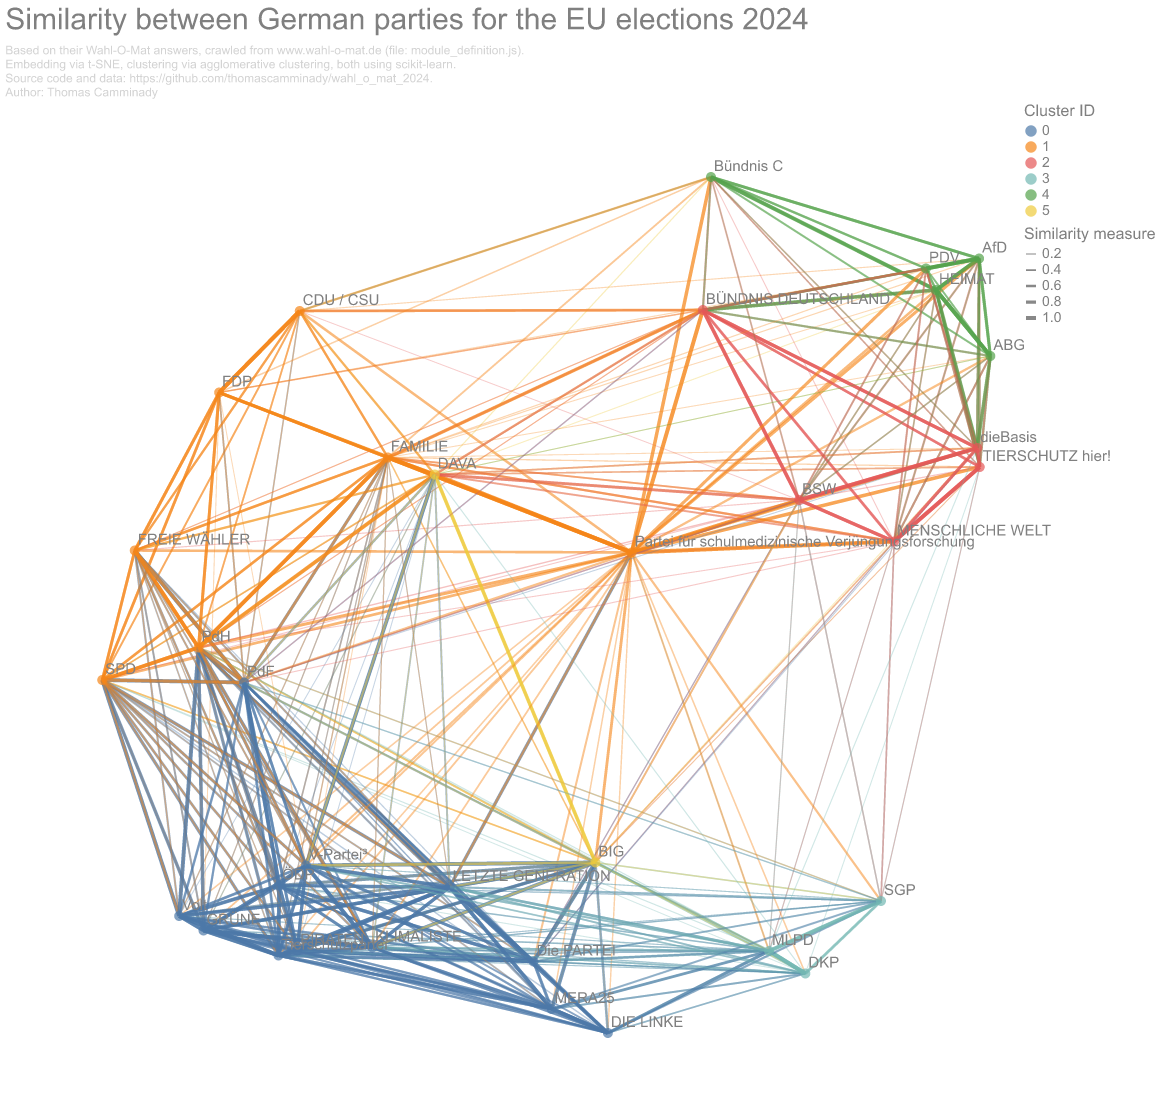 Similarity between German parties for the EU elections 2024
Based on their Wahl-O-Mat answers, crawled from www.wahl-o-mat.de (file: module_definition.js).
Embedding via t-SNE, clustering via agglomerative clustering, both using scikit-learn.
Source code and data: https://github.com/thomascamminady/wahl_o_mat_2024.
Author: Thomas Camminady
Cluster ID
0
1
2
3
4
5
Similarity measure
0.2
0.4
0.6
0.8
1.0
Bündnis C
AfD
PDV
HEIMAT
BÜNDNIS DEUTSCHLAND
CDU / CSU
ABG
FDP
FAMILIE
DAVA
dieBasis
TIERSCHUTZ hier!
BSW
MENSCHLICHE WELT
FREIE WÄHLER
Partei für schulmedizinische Verjüngungsforschung
PdH
SPD
PdF
V-Partei³
BIG
LETZTE GENERATION
SGP
Volt
GRÜNE
KLIMALISTE
MLPD
Die PARTEI
DKP
MERA25
DIE LINKE